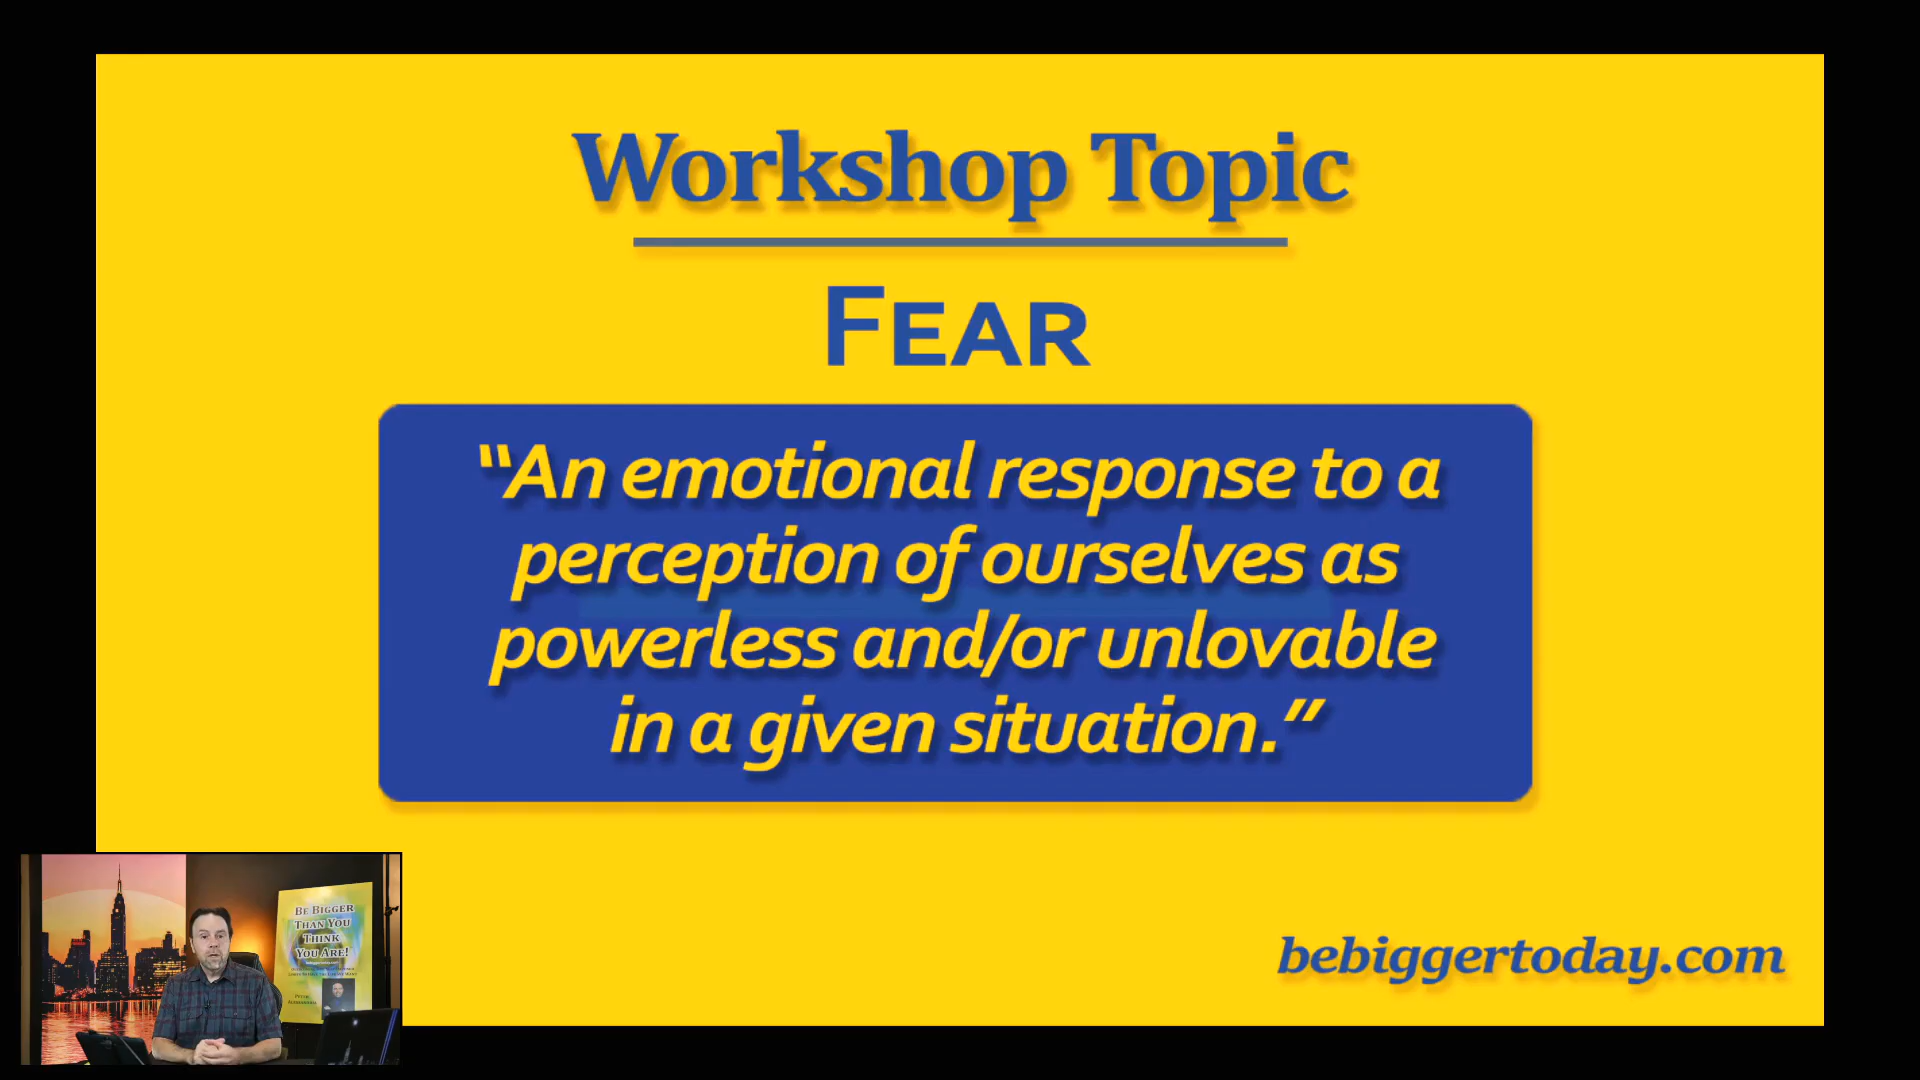 Workshop Topic
FEAR
“An emotional response to a
perception of ourselves as
powerless and/or unlovable
in a given situation.”
BE BIGGER
THAN YOU
THINK
YOU ARE!
bebiggertoday.com